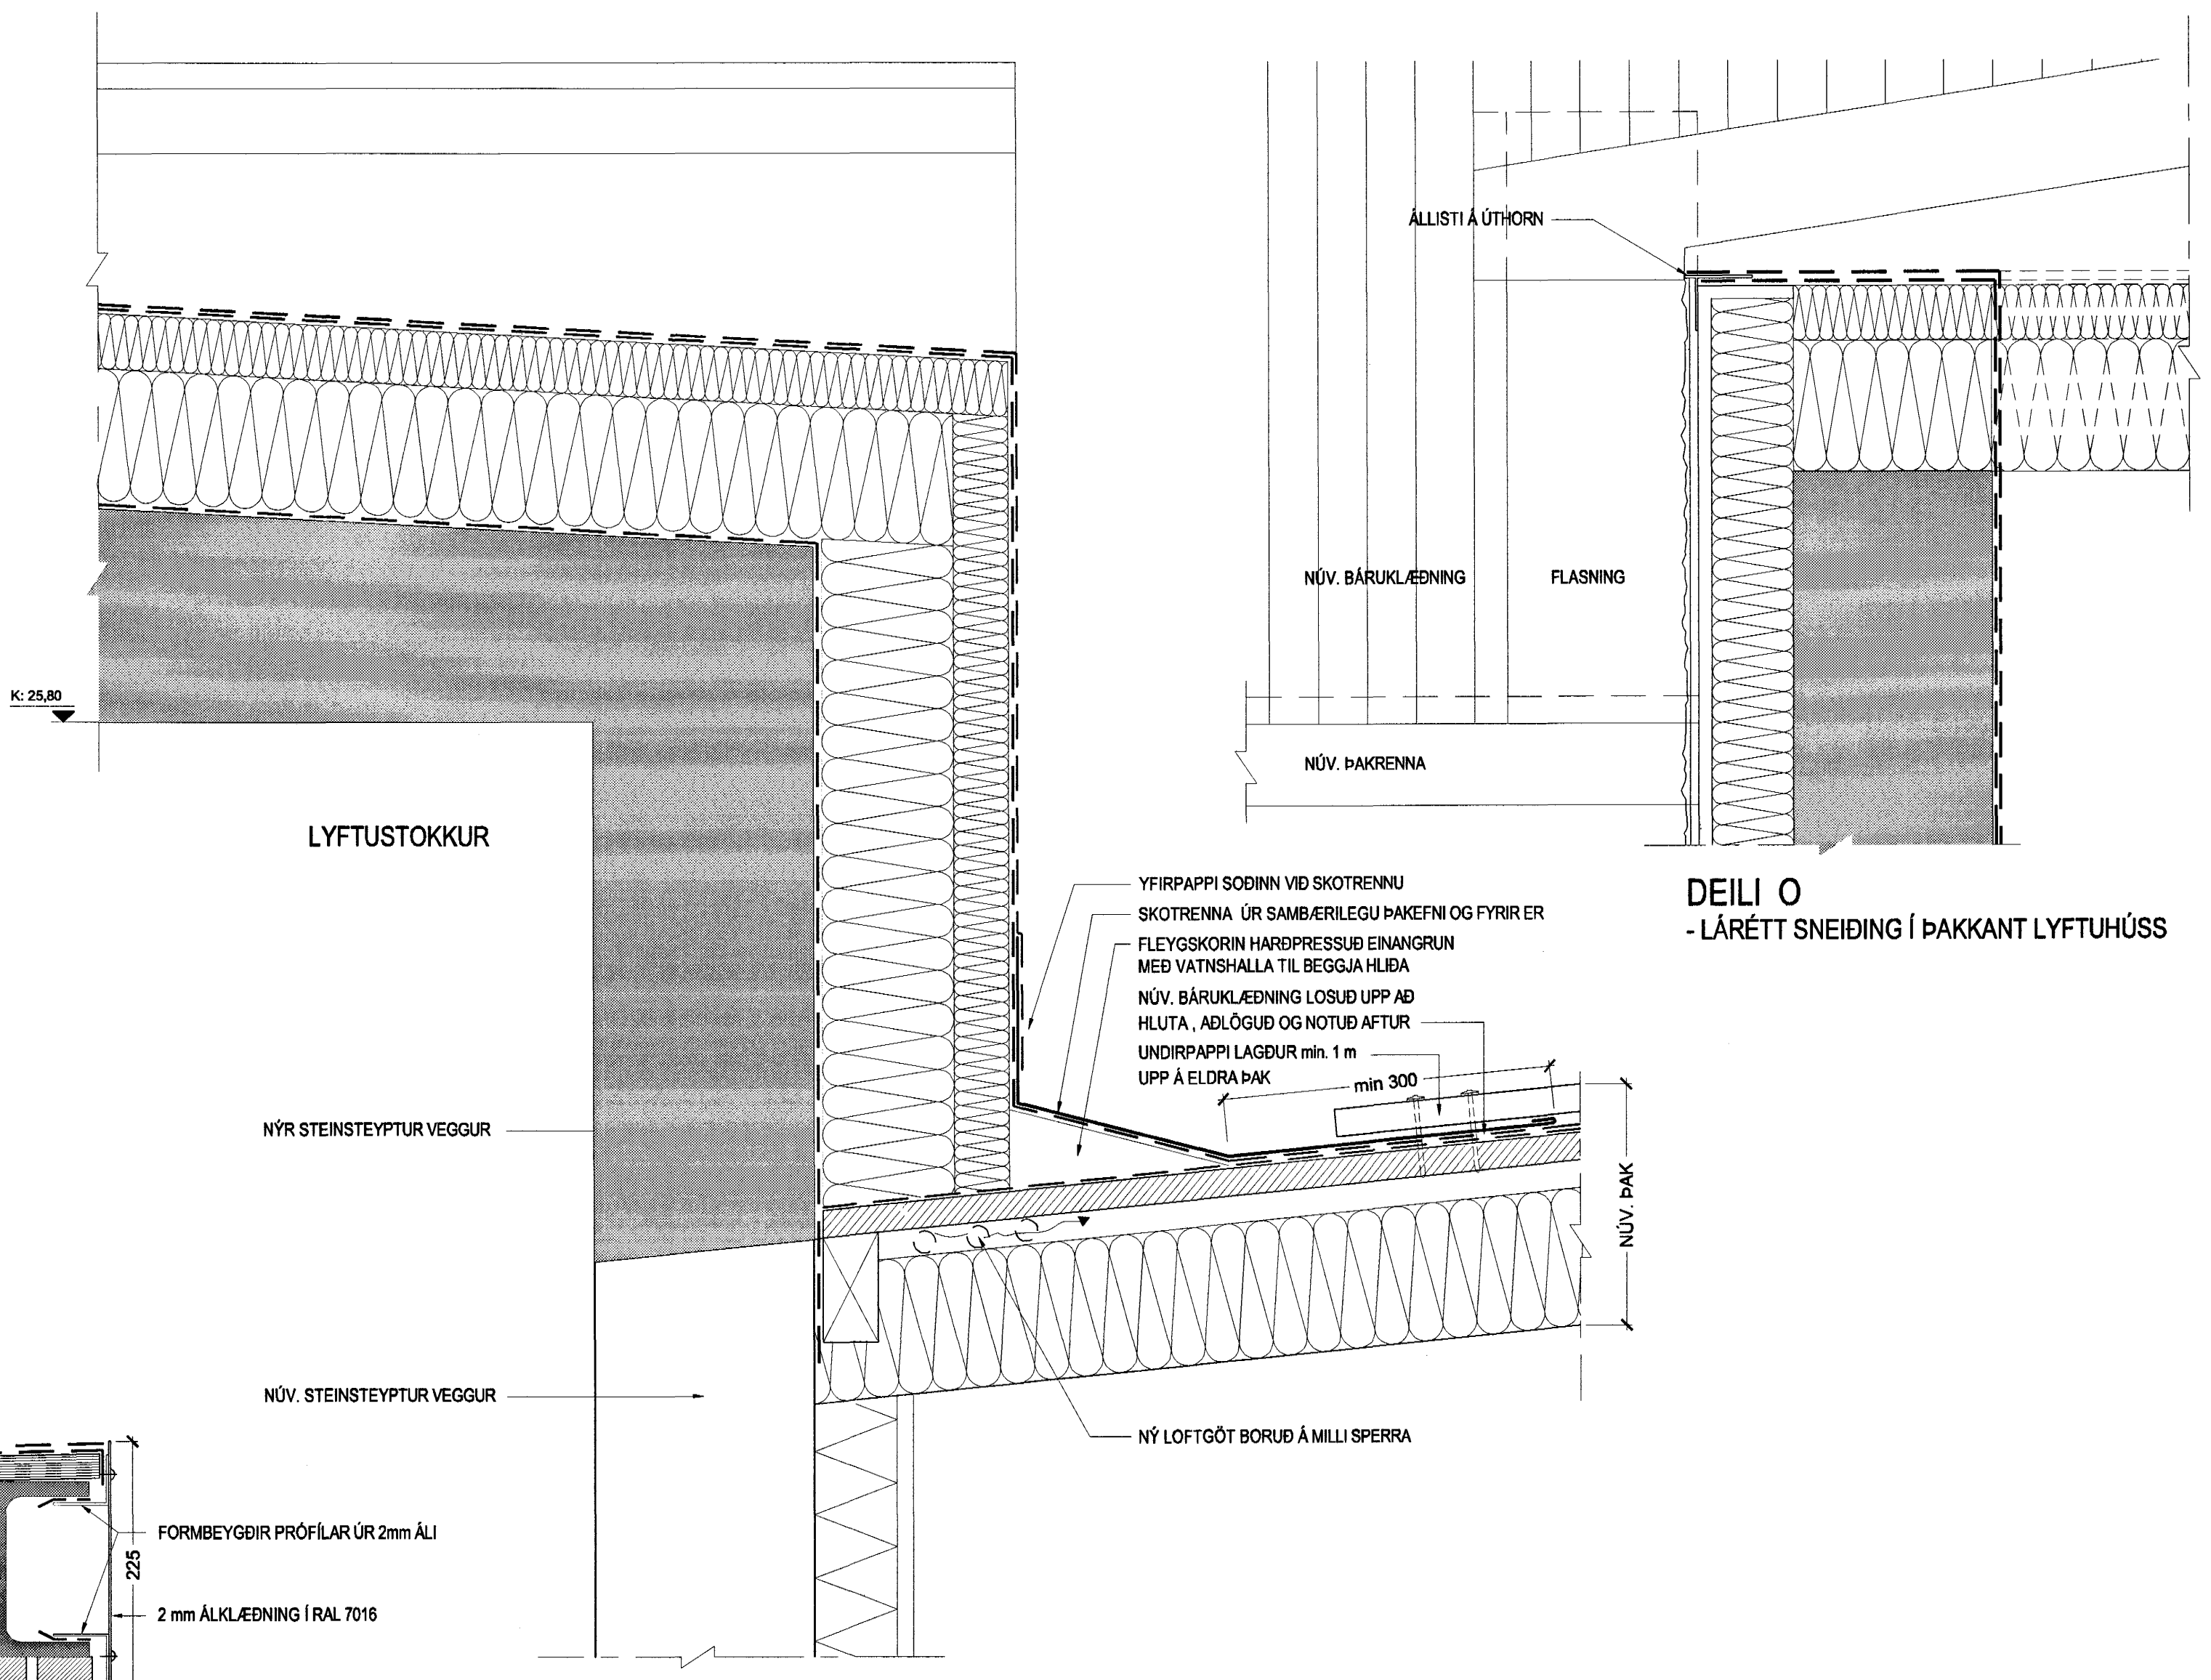 ÁLLISTI Á ÚTHORN
NÚV. BÁRUKLÆÐNING
FLASNING
K: 25,80
NÚV. ÞAKRENNA
LYFTUSTOKKUR
YFIRPAPPI SOÐINN VIÐ SKOTRENNU
SKOTRENNA ÚR SAMBÆRILEGU ÞAKEFNI OG FYRIR ER
FLEYGSKORIN HARÐPRESSUÐ EINANGRUN
MEÐ VATNSHALLA TIL BEGGJA HLIÐA
NÚV. BÁRUKLÆÐNING LOSUÐ UPP AÐ
HLUTA , AÐLÖGUÐ OG NOTUÐ AFTUR
UNDIRPAPPI LAGÐUR min. 1 m
UPP Á ELDRA ÞAK
min 300
DEILI O
- LÁRÉTT SNEIÐING Í ÞAKKANT LYFTUHÚSS
NÝR STEINSTEYPTUR VEGGUR
NÚV. ÞAK
NÚV. STEINSTEYPTUR VEGGUR
NÝ LOFTGÖT BORUÐ Á MILLI SPERRA
FORMBEYGÐIR PRÓFÍLAR ÚR 2mm ÁLI
225
2 mm ÁLKLÆÐNING Í RAL 7016